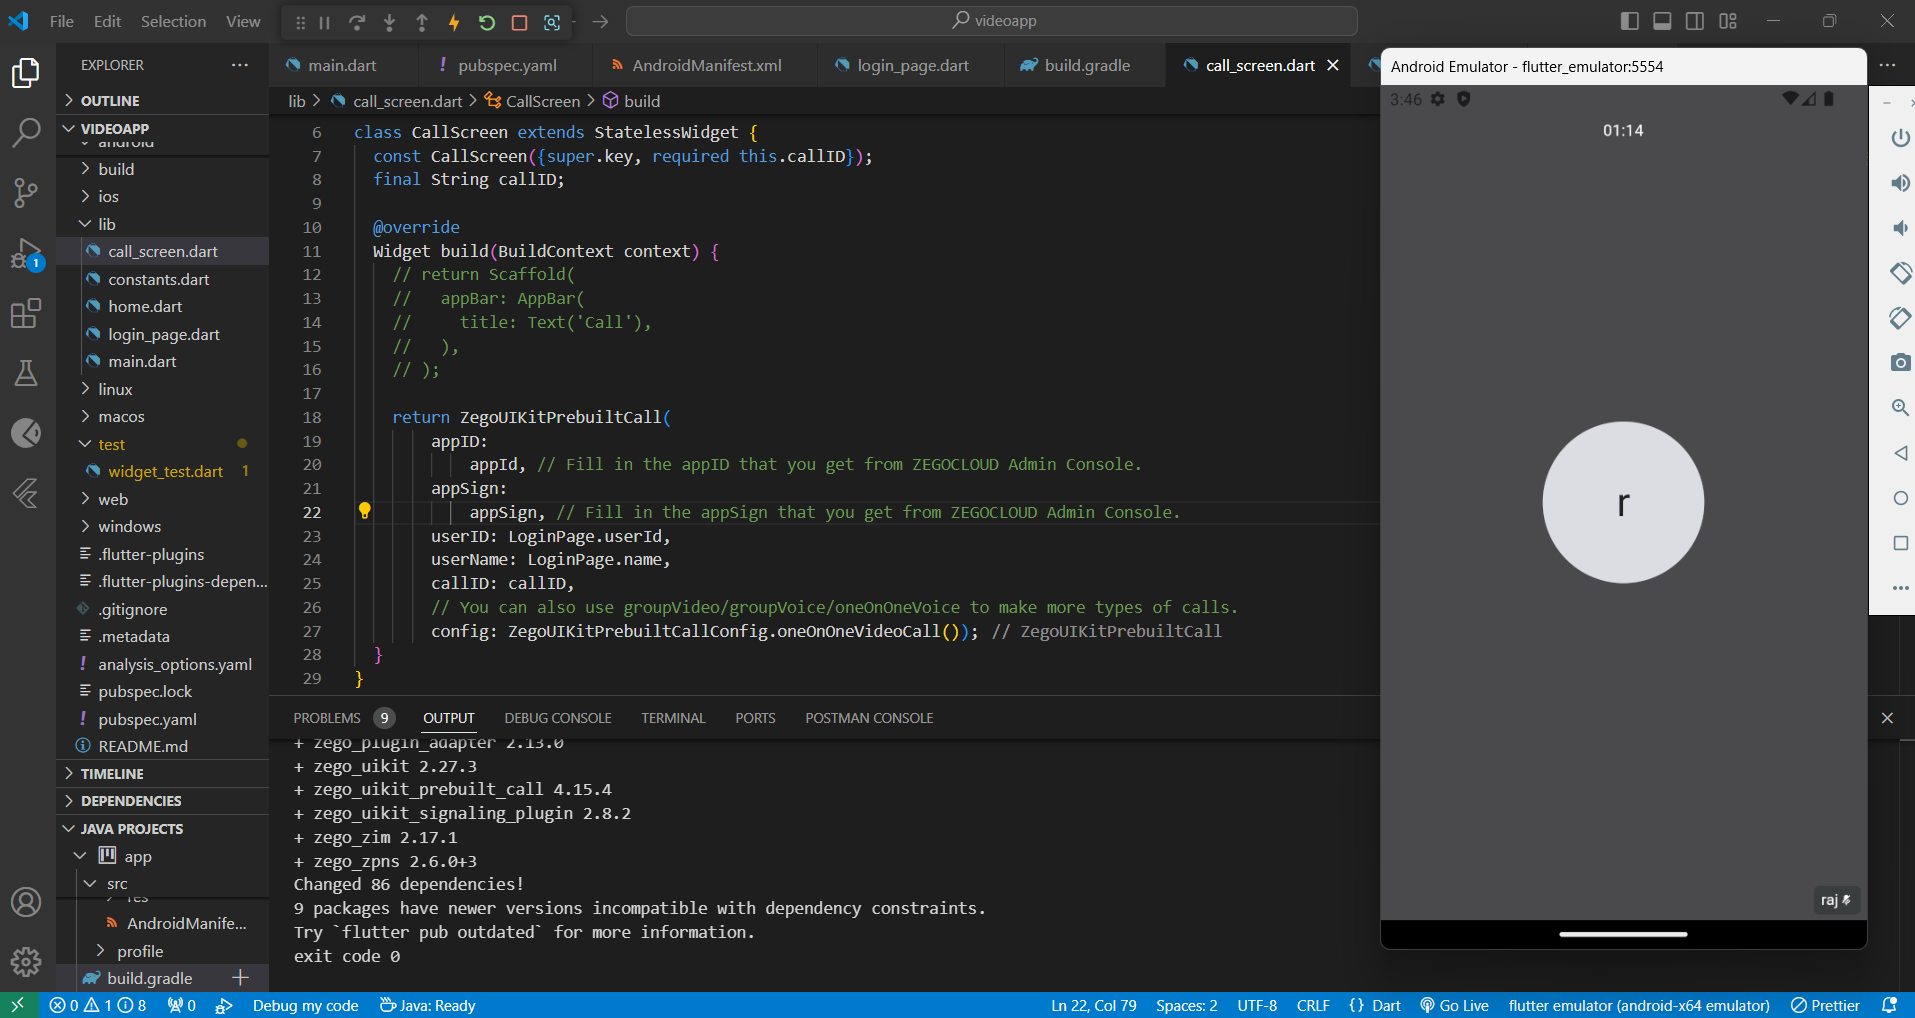 File Edit Selection View
videoapp
EXPLORER
OUTLINE
VIDEOAPP
android
build
ios
lib
call_screen.dart
constants.dart
home.dart
login_page.dart
main.dart
linux
macos
test
widget_test.dart 1
web
windows
.flutter-plugins
.flutter-plugins-depen...
.gitignore
.metadata
analysis_options.yaml
pubspec.lock
pubspec.yaml
README.md
TIMELINE
DEPENDENCIES
JAVA PROJECTS
app
src
res
AndroidManife...
profile
build.gradle
1
main.dart pubspec.yaml AndroidManifest.xml login_page.dart build.gradle call_screen.dart
lib > call_screen.dart > CallScreen > build
6 class CallScreen extends StatelessWidget {
7 const CallScreen({super.key, required this.callID});
8 final String callID;
9
10 @override
11 Widget build(BuildContext context) {
12 // return Scaffold(
13 //   appBar: AppBar(
14 //     title: Text('Call'),
15 //   ),
16 // );
17
18 return ZegoUIKitPrebuiltCall(
19 appID:
20 appId, // Fill in the appID that you get from ZEGOCLOUD Admin Console.
21 appSign:
22 appSign, // Fill in the appSign that you get from ZEGOCLOUD Admin Console.
23 userID: LoginPage.userId,
24 userName: LoginPage.name,
25 callID: callID,
26 // You can also use groupVideo/groupVoice/oneOnOneVoice to make more types of calls.
27 config: ZegoUIKitPrebuiltCallConfig.oneOnOneVideoCall()); // ZegoUIKitPrebuiltCall
28 }
29 }
PROBLEMS 9 OUTPUT DEBUG CONSOLE TERMINAL PORTS POSTMAN CONSOLE
+ zego_plugin_adapter 2.13.0
+ zego_uikit 2.27.3
+ zego_uikit_prebuilt_call 4.15.4
+ zego_uikit_signaling_plugin 2.8.2
+ zego_zim 2.17.1
+ zego_zpns 2.6.0+3
Changed 86 dependencies!
9 packages have newer versions incompatible with dependency constraints.
Try `flutter pub outdated` for more information.
exit code 0
Android Emulator - flutter_emulator:5554
3:46
01:14
r
raj
0 1 8 0 Debug my code Java: Ready Ln 22, Col 79 Spaces: 2 UTF-8 CRLF {} Dart Go Live flutter emulator (android-x64 emulator) Prettier